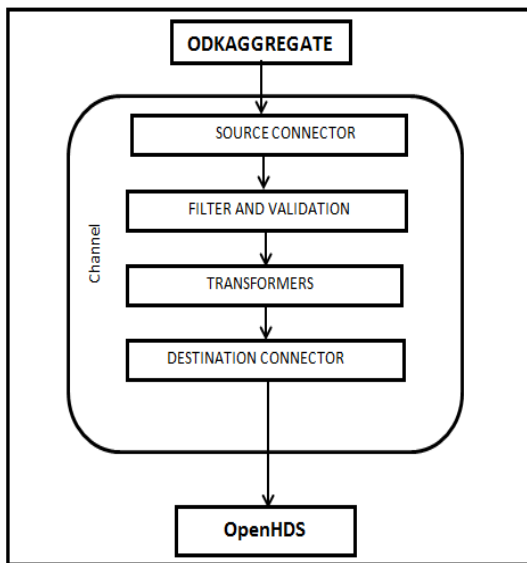 ODKAGGREGATE
SOURCE CONNECTOR
FILTER AND VALIDATION
Channel
TRANSFORMERS
DESTINATION CONNECTOR
OpenHDS